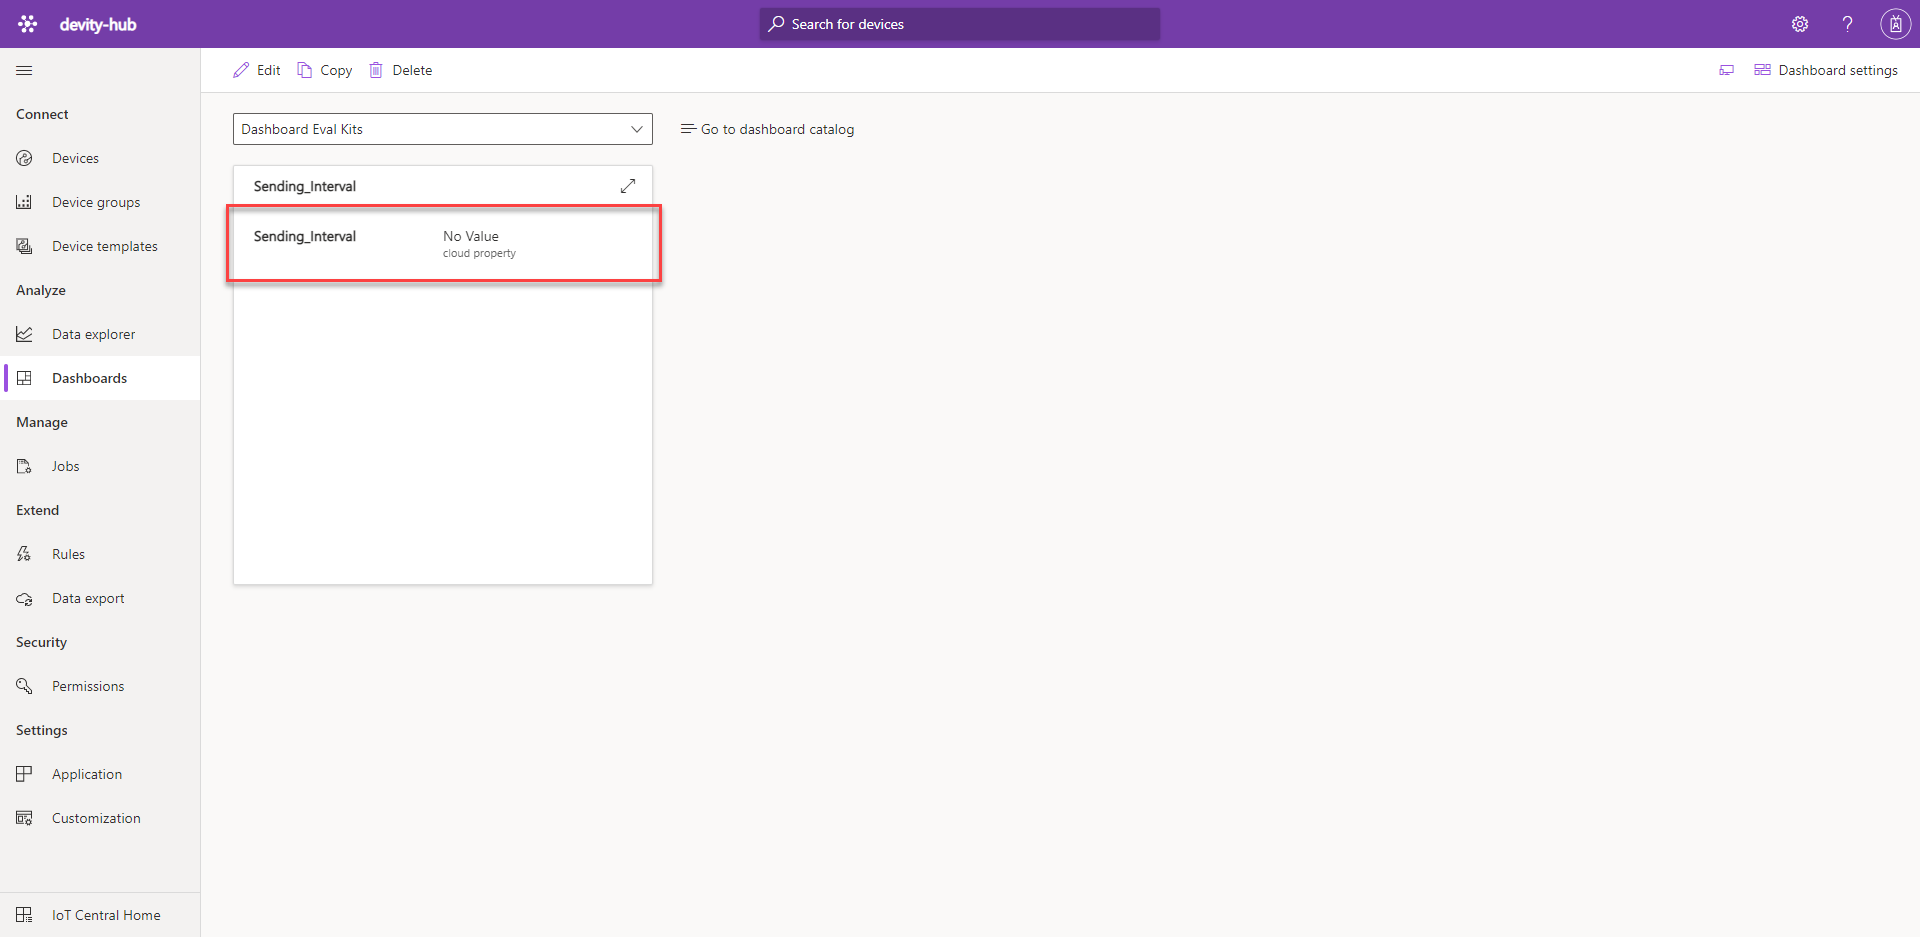 devity-hub
Search for devices
Edit
Copy
Delete
Dashboard settings
Connect
Devices
Device groups
Device templates
Analyze
Data explorer
Dashboards
Manage
Jobs
Extend
Rules
Data export
Security
Permissions
Settings
Application
Customization
IoT Central Home
Dashboard Eval Kits
Go to dashboard catalog
Sending_Interval
Sending_Interval
No Value
cloud property